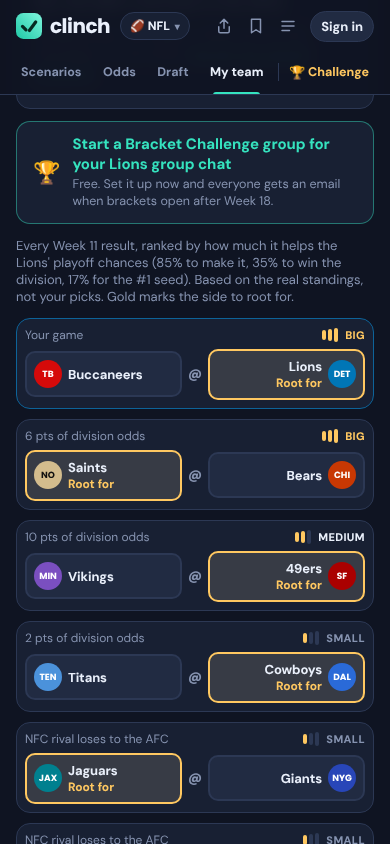 clinch
NFL
Sign in
Scenarios
Odds
Draft
My team
Challenge
Start a Bracket Challenge group for
your Lions group chat
Free. Set it up now and everyone gets an email
when brackets open after Week 18.
Every Week 11 result, ranked by how much it helps the
Lions' playoff chances (85% to make it, 35% to win the
division, 17% for the #1 seed). Based on the real standings,
not your picks. Gold marks the side to root for.
Your game
BIG
TB
Buccaneers
@
Lions
Root for
DET
6 pts of division odds
BIG
NO
Saints
Root for
@
Bears
CHI
10 pts of division odds
MEDIUM
MIN
Vikings
@
49ers
Root for
SF
2 pts of division odds
SMALL
TEN
Titans
@
Cowboys
Root for
DAL
NFC rival loses to the AFC
SMALL
JAX
Jaguars
Root for
@
Giants
NYG
NFC rival loses to the AFC
SMALL